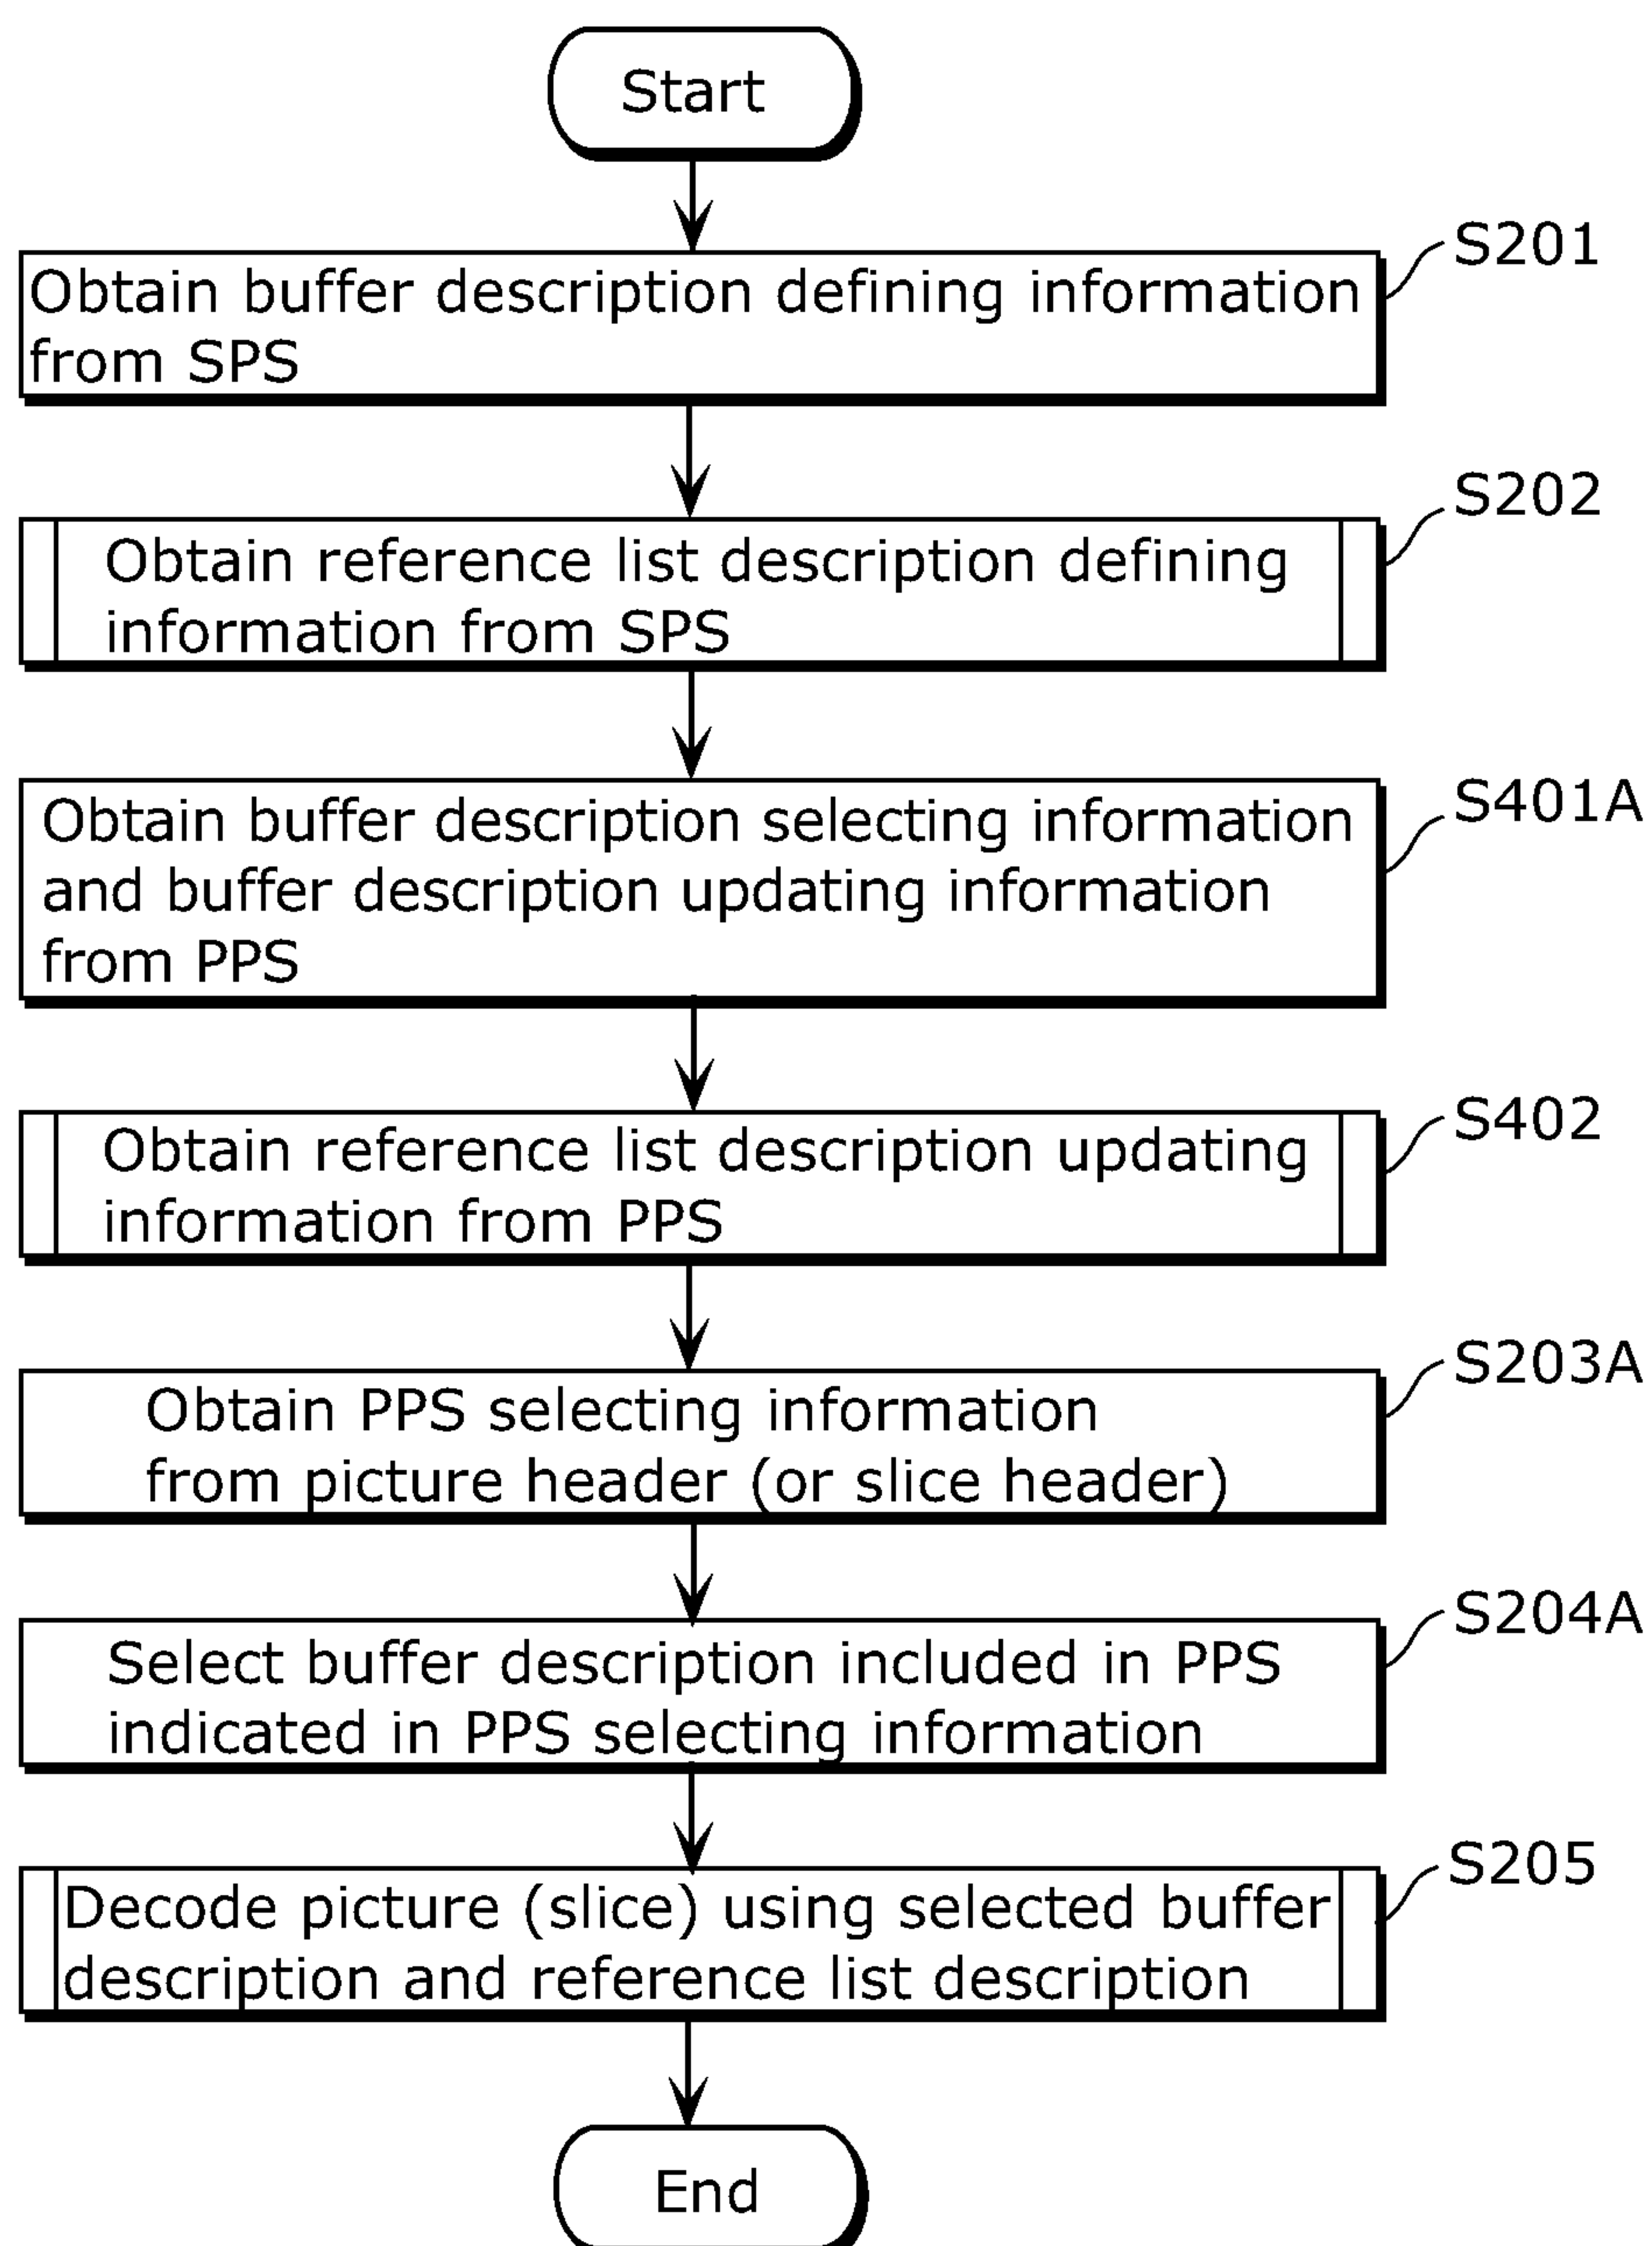 Start
S201
Obtain buffer description defining information
from SPS
S202
Obtain reference list description defining
information from SPS
S401A
Obtain buffer description selecting information
and buffer description updating information
from PPS
S402
Obtain reference list description updating
information from PPS
S203A
Obtain PPS selecting information
from picture header (or slice header)
S204A
Select buffer description included in PPS
indicated in PPS selecting information
S205
Decode picture (slice) using selected buffer
description and reference list description
End